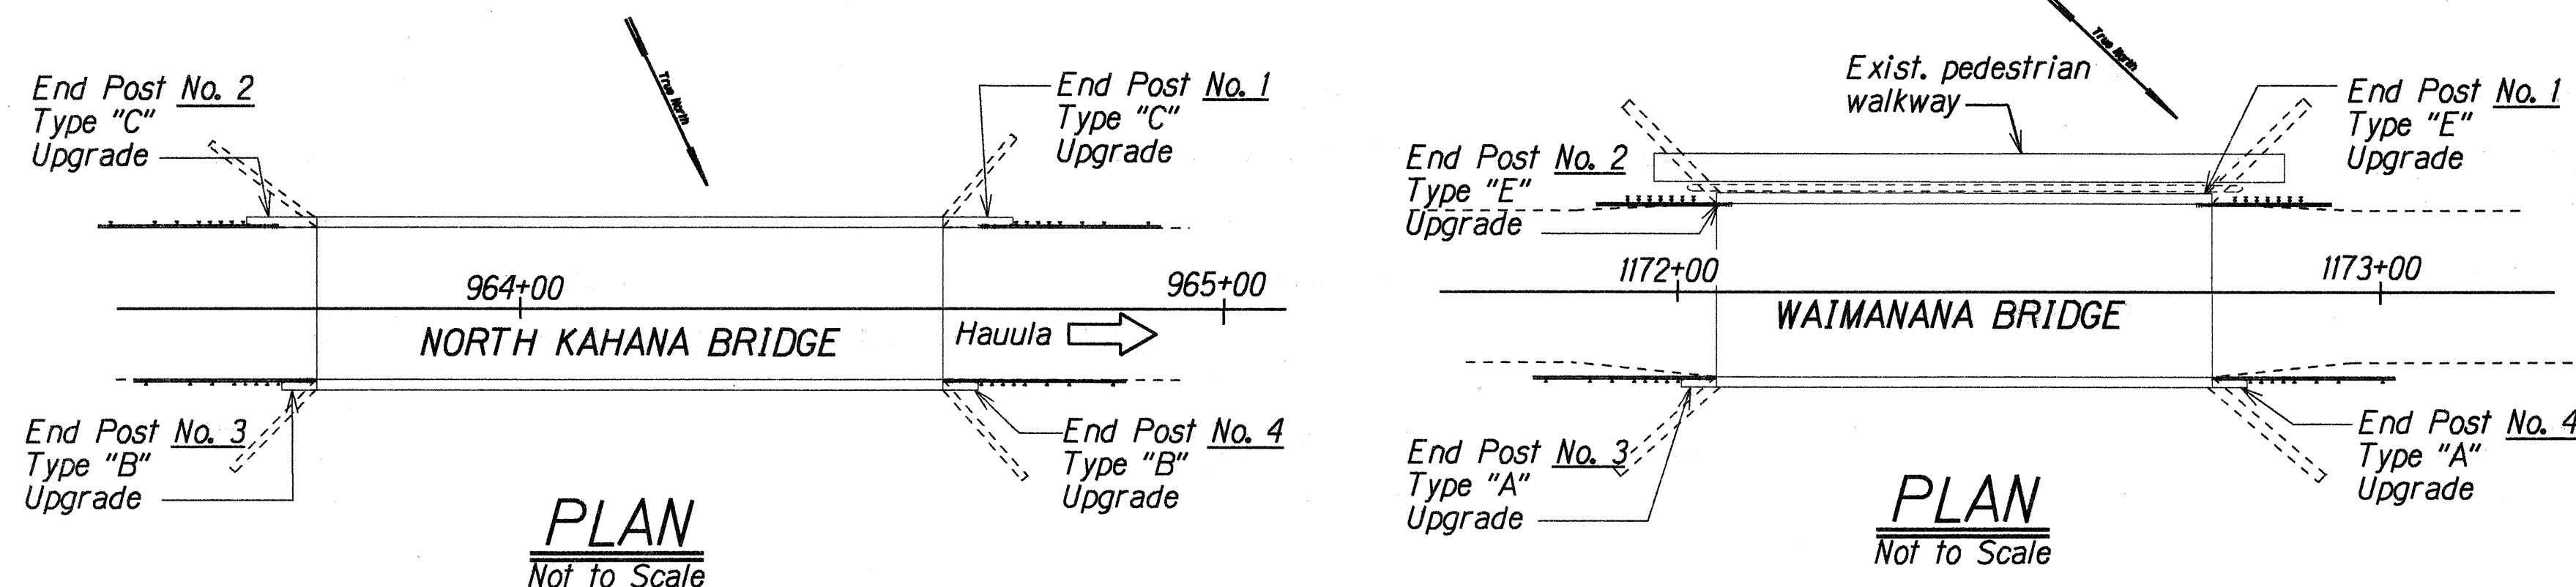 End Post No. 2
Type "C"
Upgrade
True North
End Post No. 1
Type "C"
Upgrade
964+00
965+00
NORTH KAHANA BRIDGE
Hauula
End Post No. 3
Type "B"
Upgrade
End Post No. 4
Type "B"
Upgrade
PLAN
Not to Scale
True North
Exist. pedestrian
walkway
End Post No. 1
Type "E"
Upgrade
End Post No. 2
Type "E"
Upgrade
1172+00
1173+00
WAIMANANA BRIDGE
End Post No. 3
Type "A"
Upgrade
End Post No. 4
Type "A"
Upgrade
PLAN
Not to Scale